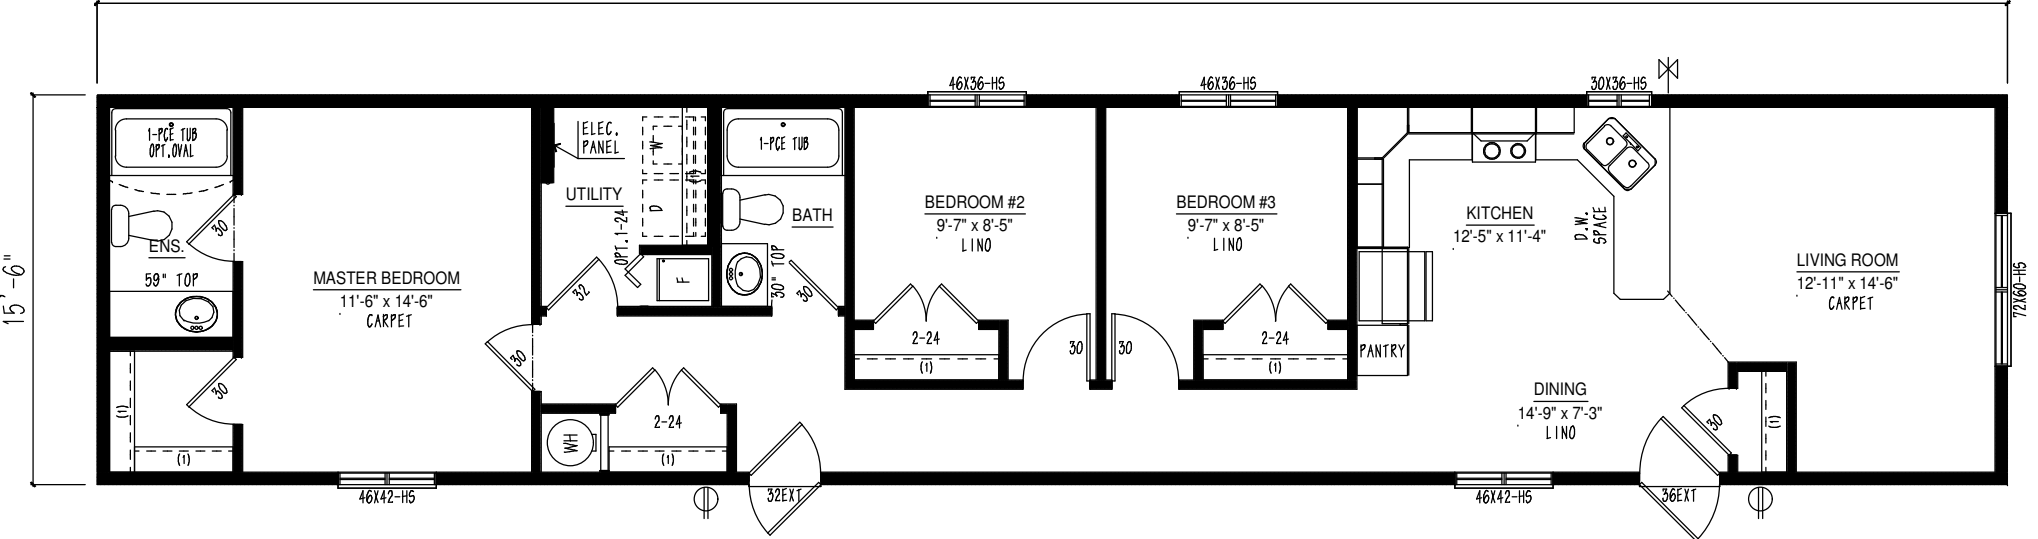 46X36-HS
46X36-HS
30X36-HS
15'-6"
1-PCE TUB
OPT.OVAL
30
ENS.
59" TOP
30
(1)
(1)
MASTER BEDROOM
11'-6" x 14'-6"
CARPET
30
46X42-HS
ELEC.
PANEL
UTILITY
W
D
(1)
OPT.1-24
32
F
WH
2-24
(1)
1-PCE TUB
BATH
30" TOP
30
32EXT
BEDROOM #2
9'-7" x 8'-5"
LINO
2-24
(1)
30
BEDROOM #3
9'-7" x 8'-5"
LINO
30
2-24
(1)
KITCHEN
12'-5" x 11'-4"
D.W.
SPACE
PANTRY
DINING
14'-9" x 7'-3"
LINO
46X42-HS
30
(1)
36EXT
LIVING ROOM
12'-11" x 14'-6"
CARPET
72X60-HS